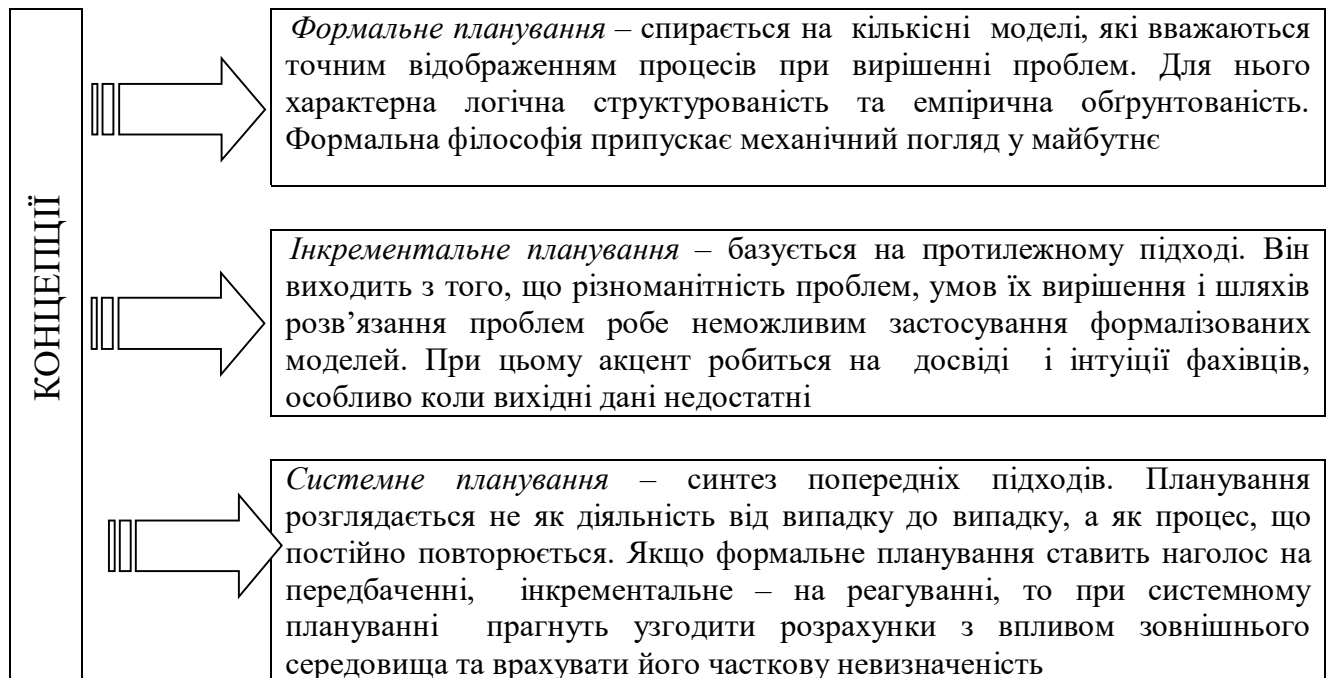 КОНЦЕПЦІЇ
Формальне планування – спирається на кількісні моделі, які вважаються
точним відображенням процесів при вирішенні проблем. Для нього
характерна логічна структурованість та емпірична обґрунтованість.
Формальна філософія припускає механічний погляд у майбутнє
Інкрементальне планування – базується на протилежному підході. Він
виходить з того, що різноманітність проблем, умов їх вирішення і шляхів
розв’язання проблем робе неможливим застосування формалізованих
моделей. При цьому акцент робиться на досвіді і інтуіції фахівців,
особливо коли вихідні дані недостатні
Системне планування – синтез попередніх підходів. Планування
розглядається не як діяльність від випадку до випадку, а як процес, що
постійно повторюється. Якщо формальне планування ставить наголос на
передбаченні, інкрементальне – на реагуванні, то при системному
плануванні прагнуть узгодити розрахунки з впливом зовнішнього
середовища та врахувати його часткову невизначеність